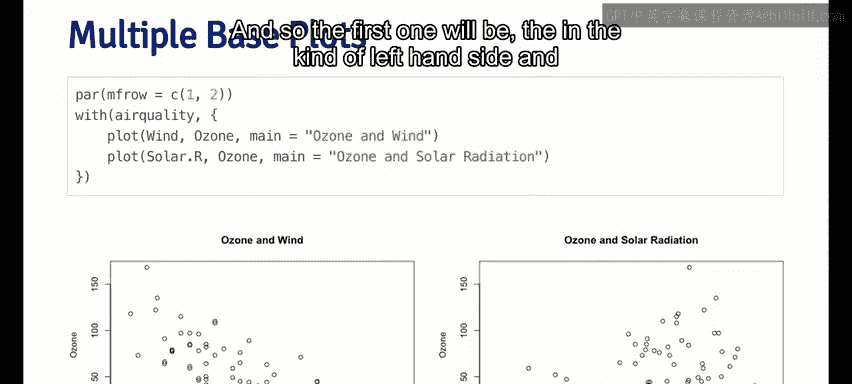 Multiple Base Plots
And so the first one will be, the in the
kind of left hand side and
par(mfrow = c(1, 2))
with(airquality, {
plot(Wind, Ozone, main = "Ozone and Wind")
plot(Solar.R, Ozone, main = "Ozone and Solar Radiation")
})
Ozone and Wind
Ozone and Solar Radiation
150
100
50
Ozone
150
100
50
Ozone